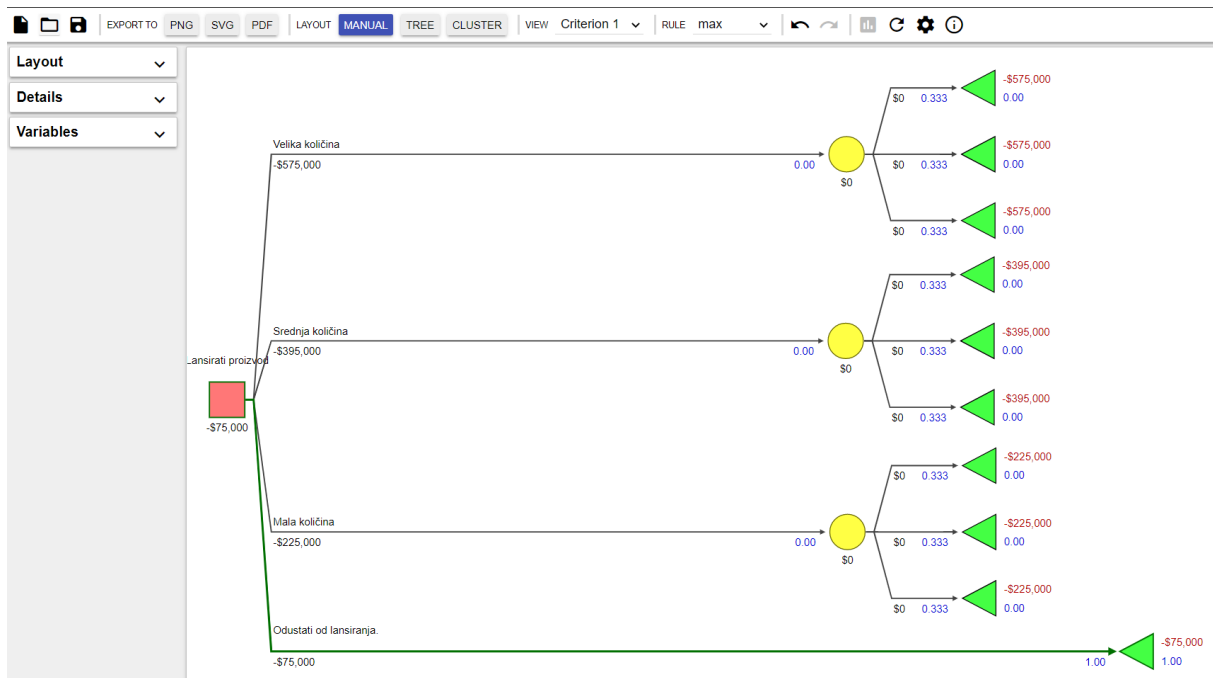 EXPORT TO PNG SVG PDF LAYOUT MANUAL TREE CLUSTER VIEW Criterion 1 RULE max
Layout
Details
Variables
-$575,000
$0 0.333 0.00
Velika količina
-$575,000
-$575,000 0.00 $0 0.333 0.00
$0
-$575,000
$0 0.333 0.00
-$395,000
$0 0.333 0.00
Srednja količina
-$395,000
-$395,000 0.00 $0 0.333 0.00
Lansirati proizvod
$0
-$395,000
$0 0.333 0.00
-$75,000
-$225,000
$0 0.333 0.00
Mala količina
-$225,000
-$225,000 0.00 $0 0.333 0.00
$0
-$225,000
$0 0.333 0.00
Odustati od lansiranja.
-$75,000
-$75,000 1.00 1.00